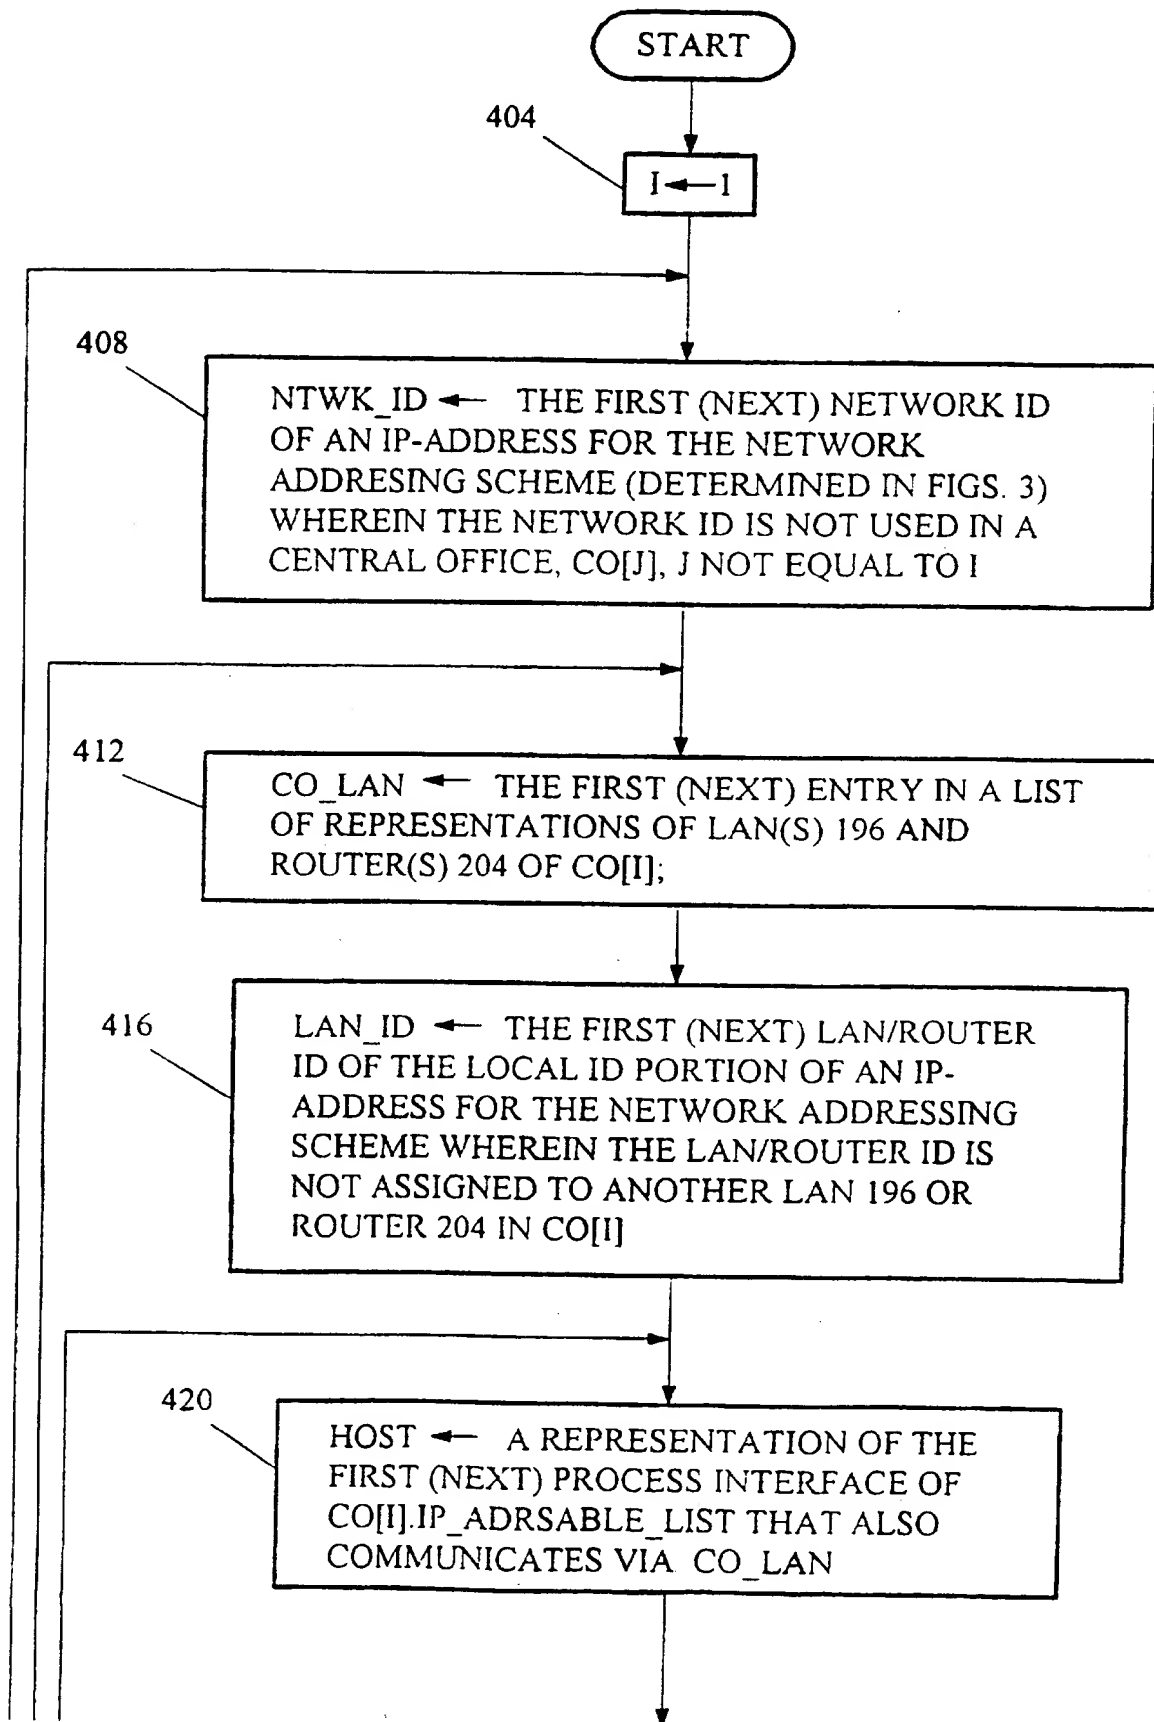 START
404
I ← 1
408
NTWK_ID ← THE FIRST (NEXT) NETWORK ID
OF AN IP-ADDRESS FOR THE NETWORK
ADDRESING SCHEME (DETERMINED IN FIGS. 3)
WHEREIN THE NETWORK ID IS NOT USED IN A
CENTRAL OFFICE, CO[J], J NOT EQUAL TO I
412
CO_LAN ← THE FIRST (NEXT) ENTRY IN A LIST
OF REPRESENTATIONS OF LAN(S) 196 AND
ROUTER(S) 204 OF CO[I];
416
LAN_ID ← THE FIRST (NEXT) LAN/ROUTER
ID OF THE LOCAL ID PORTION OF AN IP-
ADDRESS FOR THE NETWORK ADDRESSING
SCHEME WHEREIN THE LAN/ROUTER ID IS
NOT ASSIGNED TO ANOTHER LAN 196 OR
ROUTER 204 IN CO[I]
420
HOST ← A REPRESENTATION OF THE
FIRST (NEXT) PROCESS INTERFACE OF
CO[I].IP_ADRSABLE_LIST THAT ALSO
COMMUNICATES VIA CO_LAN